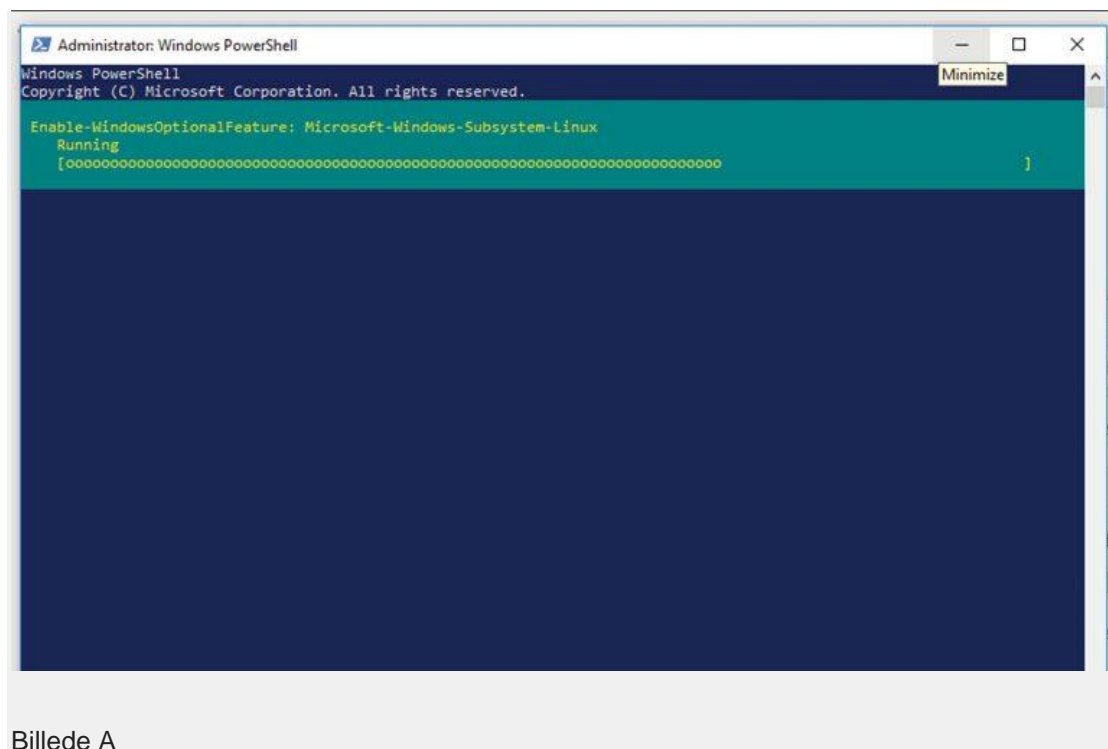 Administrator: Windows PowerShell
Minimize
Windows PowerShell
Copyright (C) Microsoft Corporation. All rights reserved.
Enable-WindowsOptionalFeature: Microsoft-Windows-Subsystem-Linux
Running
[oooooooooooooooooooooooooooooooooooooooooooooooooooooooooooooooooooooooooo ]
Billede A